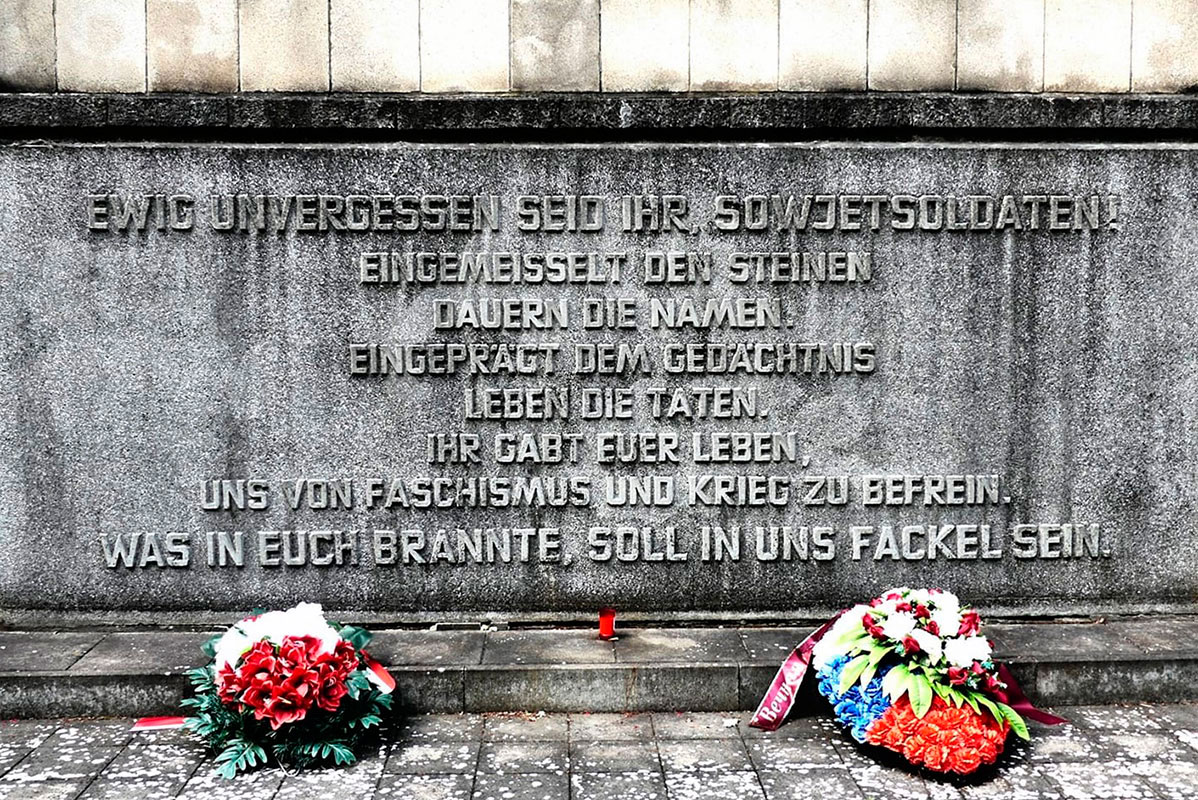 EWIG UNVERGESSEN SEID IHR, SOWJETSOLDATEN!
EINGEMEISSELT DEN STEINEN
DAUERN DIE NAMEN.
EINGEPRÄGT DEM GEDÄCHTNIS
LEBEN DIE TATEN.
IHR GABT EUER LEBEN,
UNS VON FASCHISMUS UND KRIEG ZU BEFREIN.
WAS IN EUCH BRANNTE, SOLL IN UNS FACKEL SEIN.